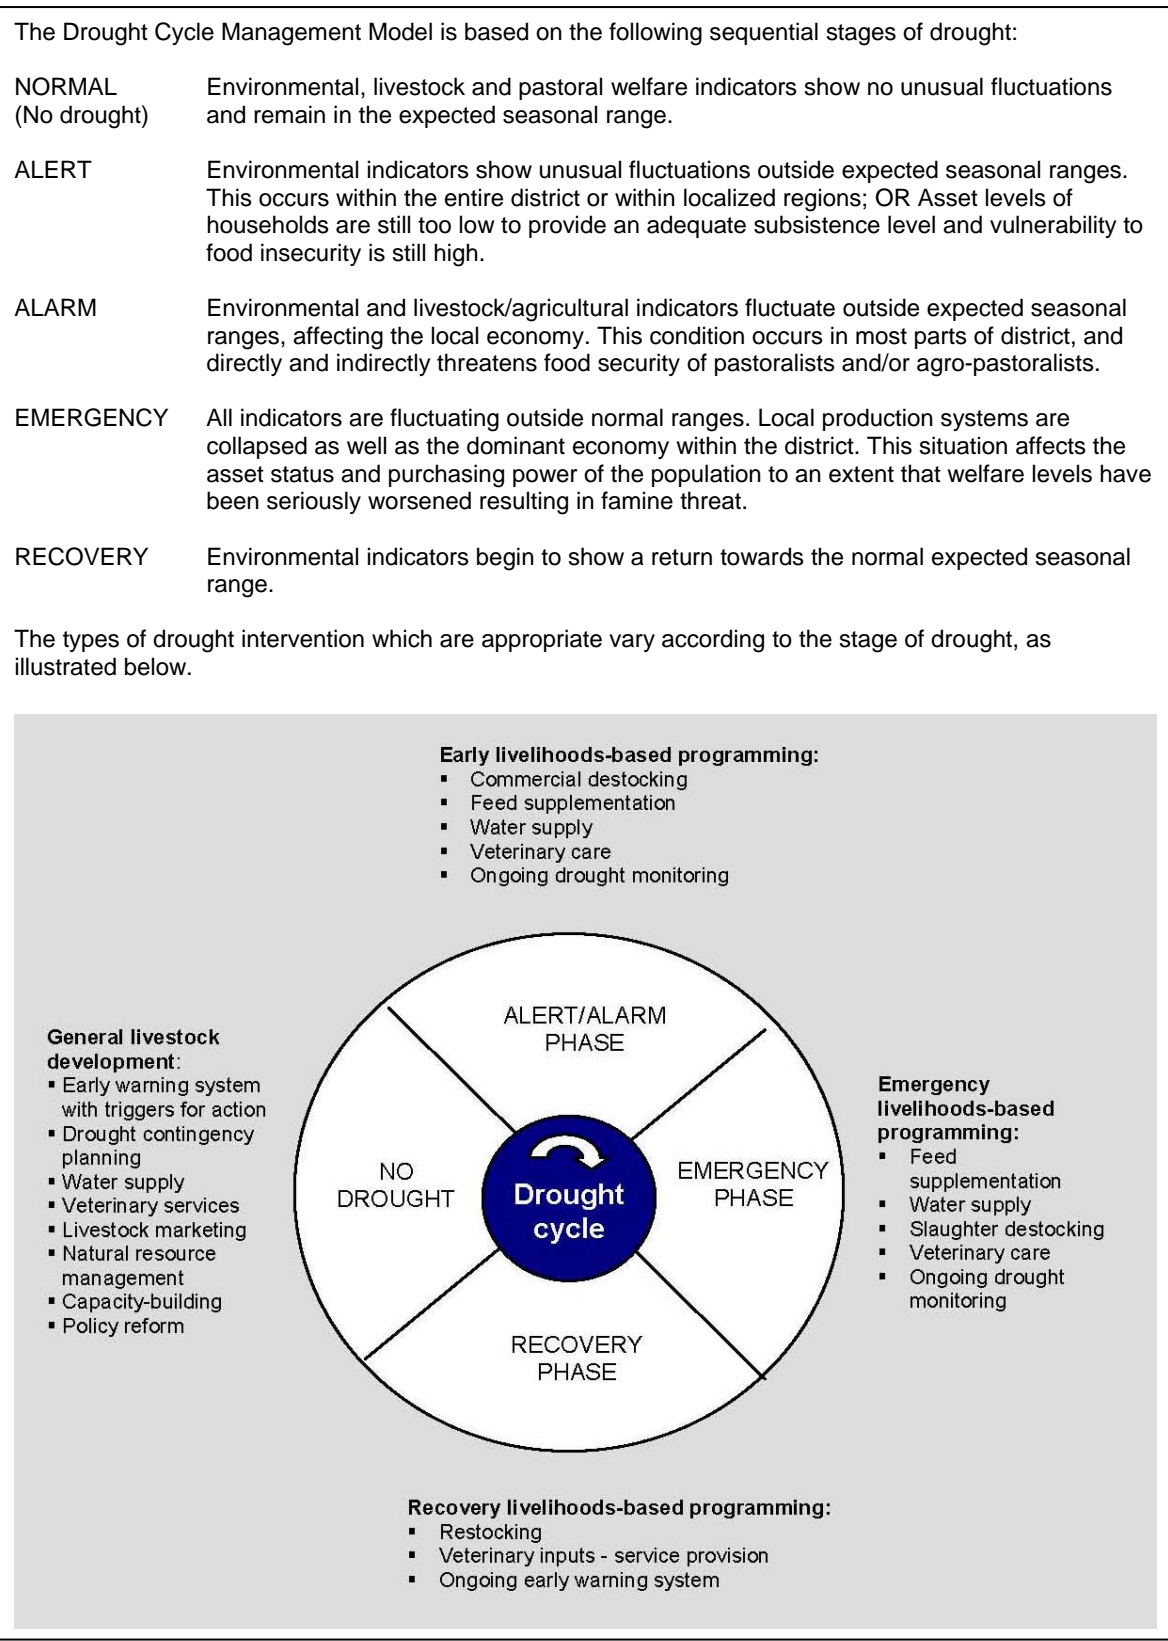 The Drought Cycle Management Model is based on the following sequential stages of drought:
NORMAL Environmental, livestock and pastoral welfare indicators show no unusual fluctuations
(No drought) and remain in the expected seasonal range.
ALERT Environmental indicators show unusual fluctuations outside expected seasonal ranges.
This occurs within the entire district or within localized regions; OR Asset levels of
households are still too low to provide an adequate subsistence level and vulnerability to
food insecurity is still high.
ALARM Environmental and livestock/agricultural indicators fluctuate outside expected seasonal
ranges, affecting the local economy. This condition occurs in most parts of district, and
directly and indirectly threatens food security of pastoralists and/or agro-pastoralists.
EMERGENCY All indicators are fluctuating outside normal ranges. Local production systems are
collapsed as well as the dominant economy within the district. This situation affects the
asset status and purchasing power of the population to an extent that welfare levels have
been seriously worsened resulting in famine threat.
RECOVERY Environmental indicators begin to show a return towards the normal expected seasonal
range.
The types of drought intervention which are appropriate vary according to the stage of drought, as
illustrated below.
Early livelihoods-based programming:
▪ Commercial destocking
▪ Feed supplementation
▪ Water supply
▪ Veterinary care
▪ Ongoing drought monitoring
ALERT/ALARM
PHASE
General livestock
development:
▪ Early warning system
with triggers for action
▪ Drought contingency
planning
▪ Water supply
▪ Veterinary services
▪ Livestock marketing
▪ Natural resource
management
▪ Capacity-building
▪ Policy reform
NO
DROUGHT
Drought
cycle
EMERGENCY
PHASE
Emergency
livelihoods-based
programming:
▪ Feed
supplementation
▪ Water supply
▪ Slaughter destocking
▪ Veterinary care
▪ Ongoing drought
monitoring
RECOVERY
PHASE
Recovery livelihoods-based programming:
▪ Restocking
▪ Veterinary inputs - service provision
▪ Ongoing early warning system